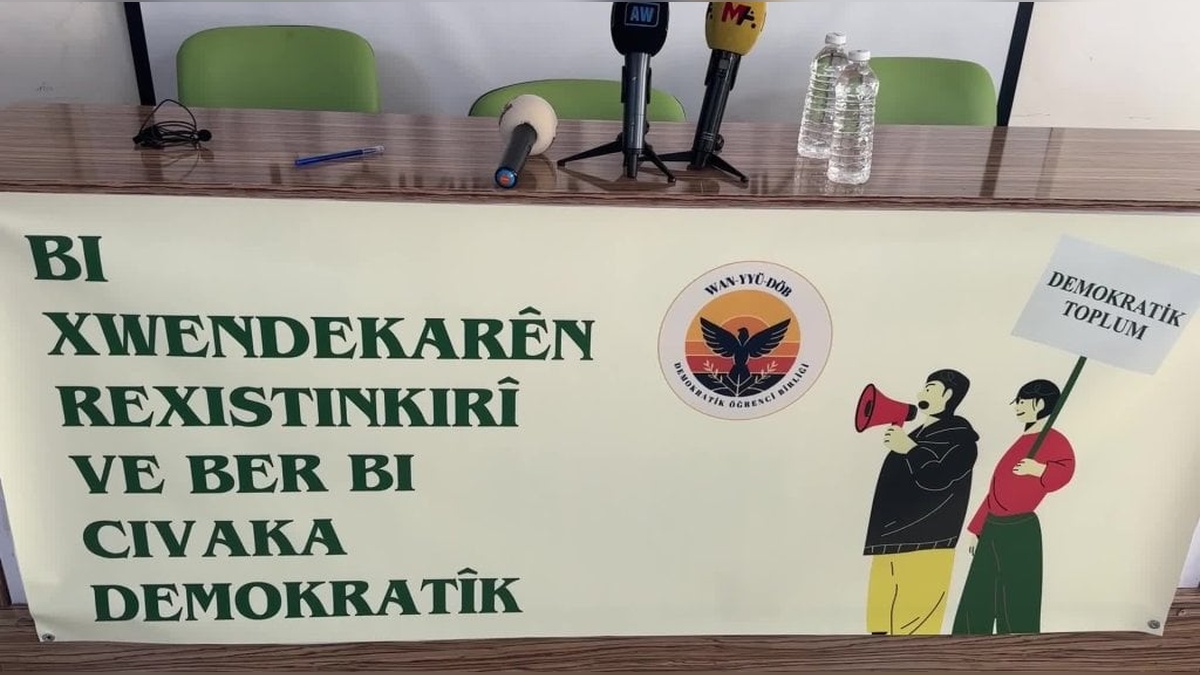 AW
MA
BI
XWENDEKARÊN
REXISTINKIRÎ
VE BER BI
CIVAKA
DEMOKRATÎK
WAN-YYÜ-DÖB
DEMOKRATİK ÖĞRENCİ BİRLİĞİ
DEMOKRATİK
TOPLUM